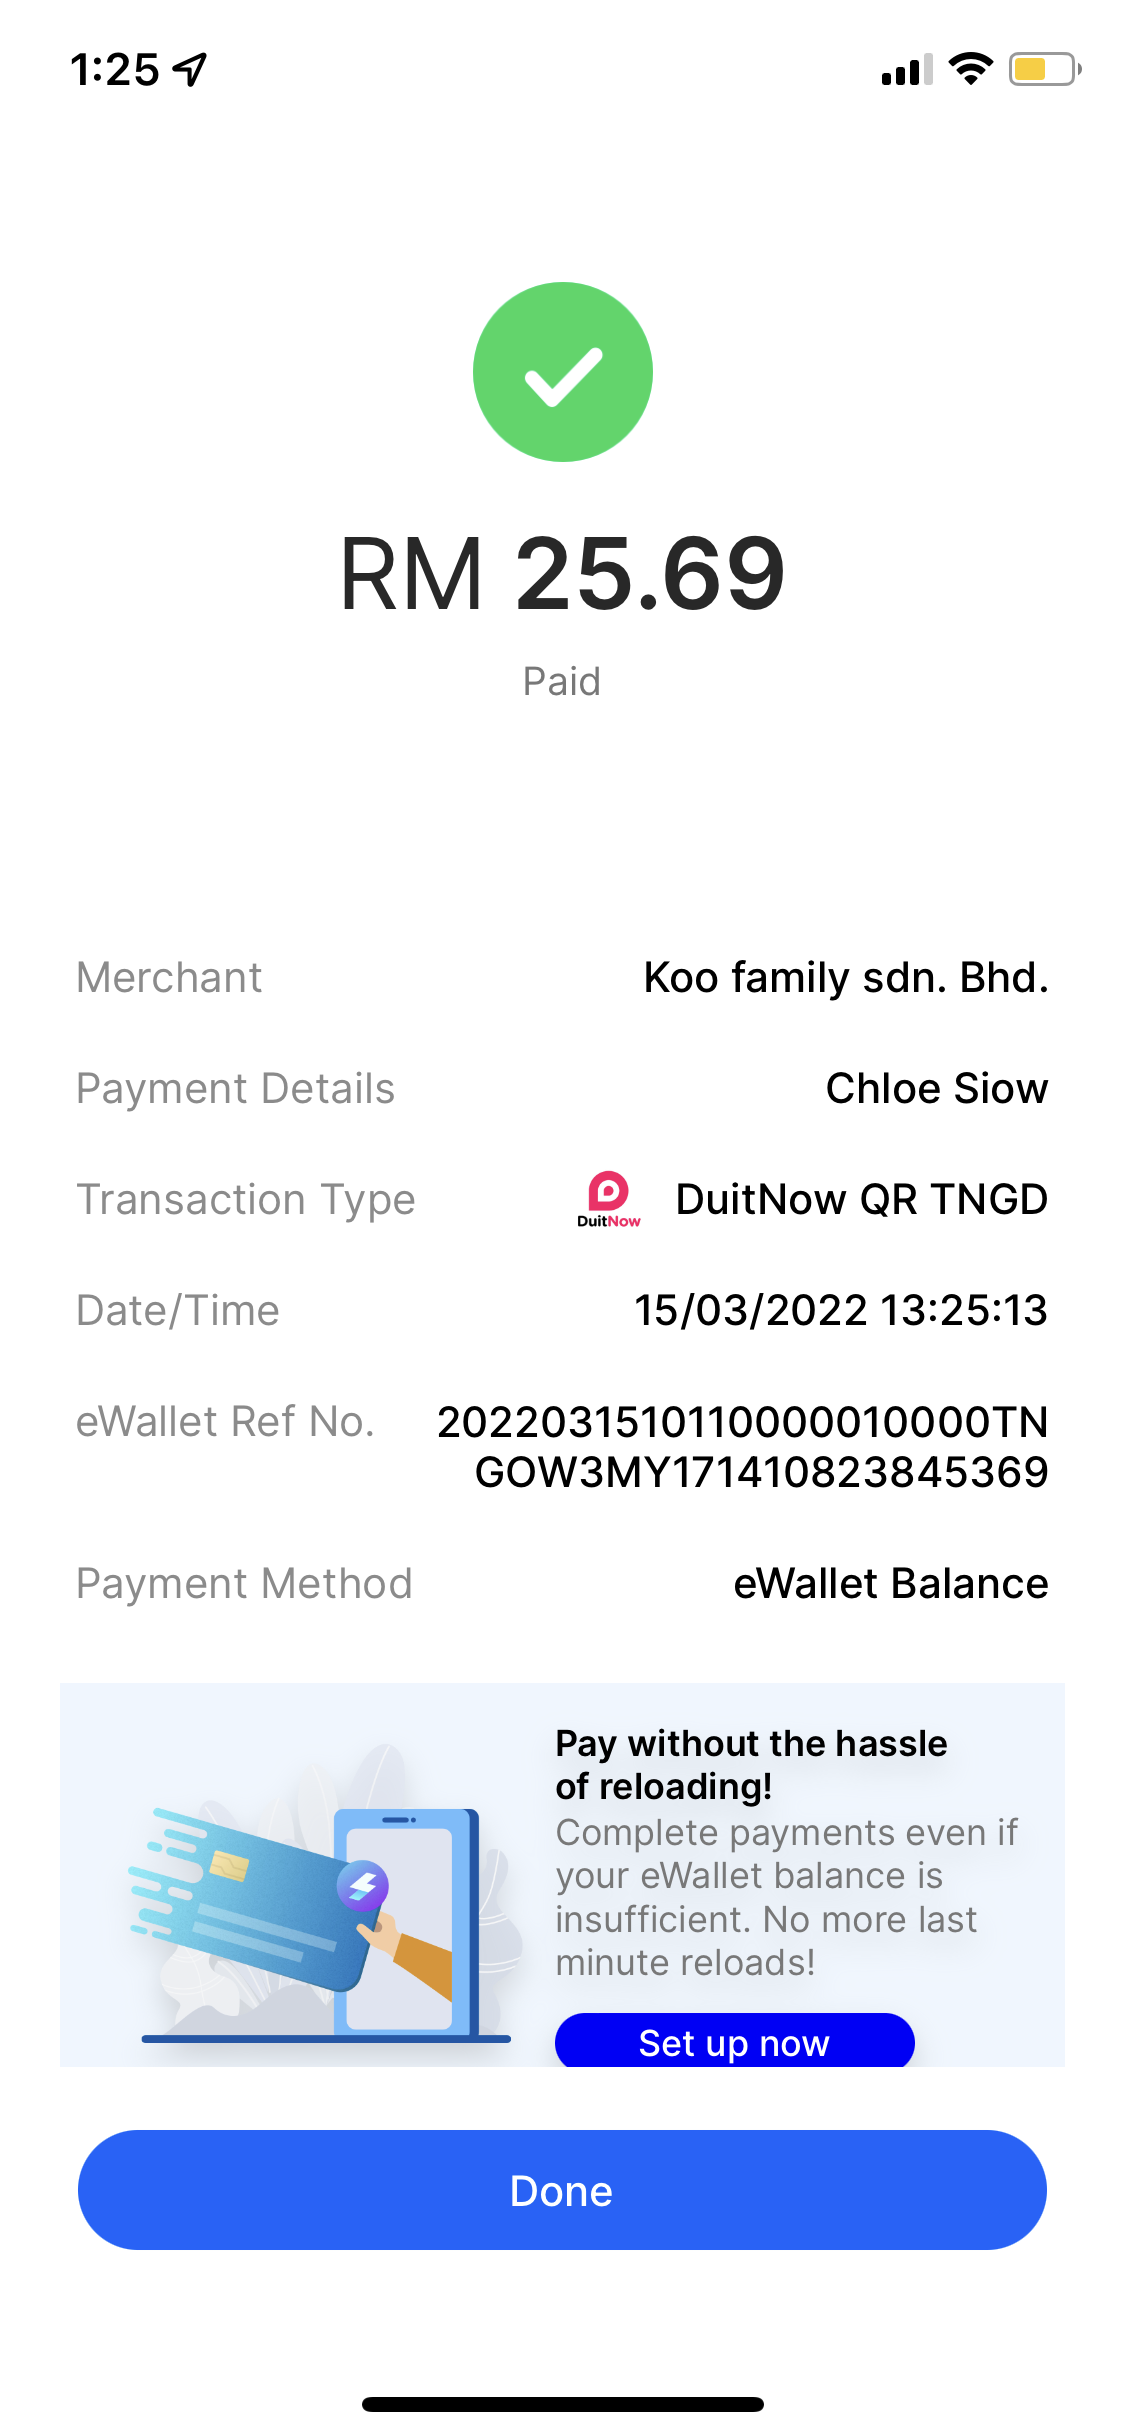 1:25
RM 25.69
Paid
Merchant Koo family sdn. Bhd.
Payment Details Chloe Siow
Transaction Type DuitNow DuitNow QR TNGD
Date/Time 15/03/2022 13:25:13
eWallet Ref No. 20220315101110000010000TN
GOW3MY171410823845369
Payment Method eWallet Balance
Pay without the hassle
of reloading!
Complete payments even if
your eWallet balance is
insufficient. No more last
minute reloads!
Set up now
Done